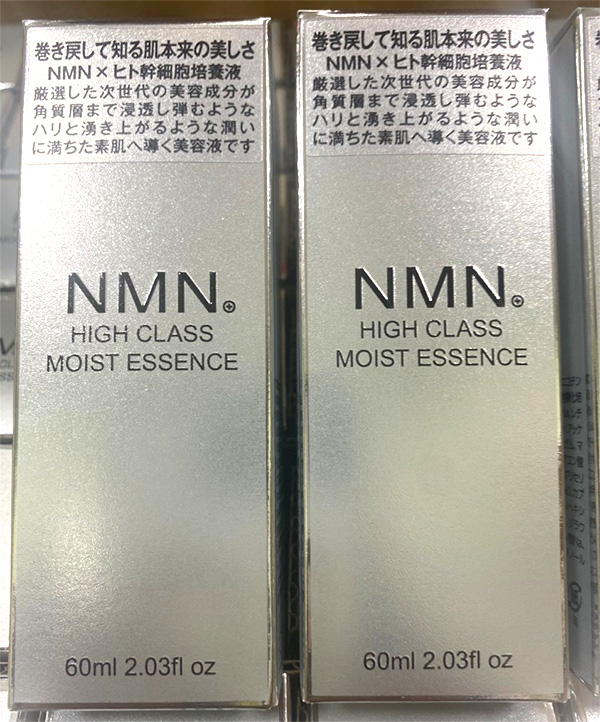 巻き戻して知る肌本来の美しさ
NMN×ヒト幹細胞培養液
厳選した次世代の美容成分が
角質層まで浸透し弾むような
ハリと湧き上がるような潤い
に満ちた素肌へ導く美容液です
NMN
HIGH CLASS
MOIST ESSENCE
60ml 2.03fl oz
巻き戻して知る肌本来の美しさ
NMN×ヒト幹細胞培養液
厳選した次世代の美容成分が
角質層まで浸透し弾むような
ハリと湧き上がるような潤い
に満ちた素肌へ導く美容液です
NMN
HIGH CLASS
MOIST ESSENCE
60ml 2.03fl oz